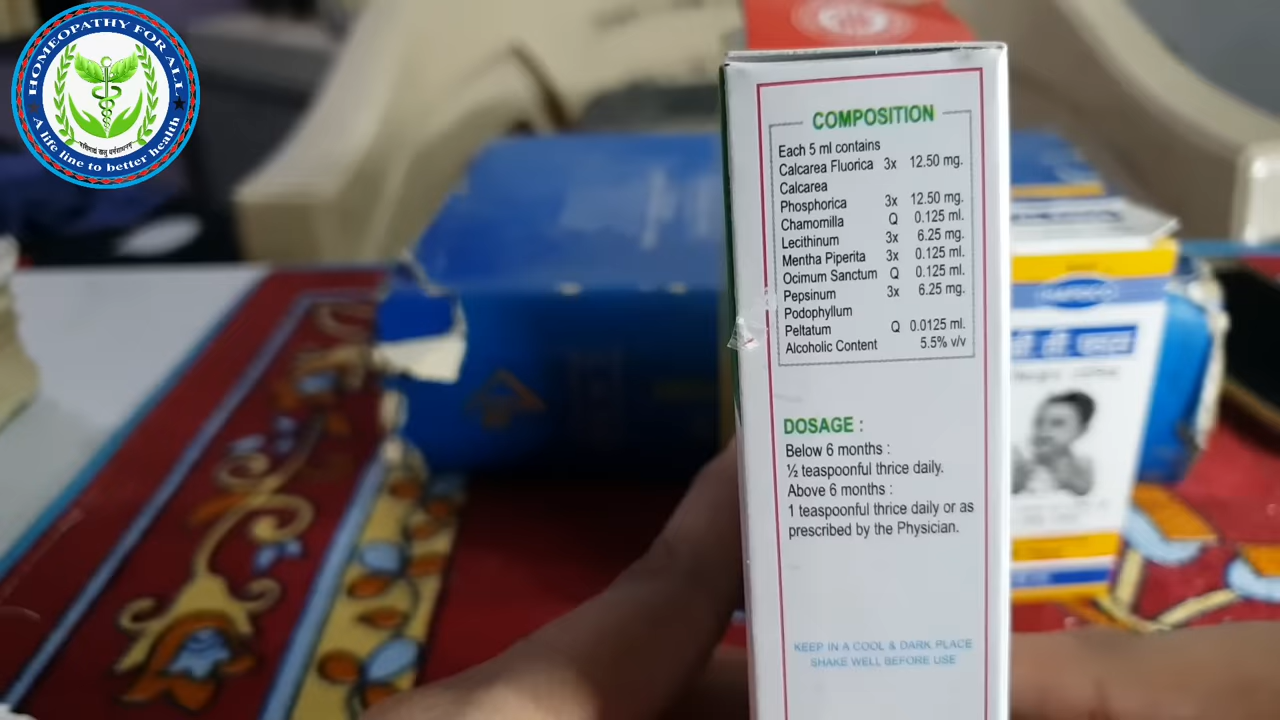 HOMEOPATHY FOR ALL
A life line to better health
COMPOSITION
Each 5 ml contains
Calcarea Fluorica 3x 12.50 mg.
Calcarea
Phosphorica 3x 12.50 mg.
Chamomilla Q 0.125 ml.
Lecithinum 3x 6.25 mg.
Mentha Piperita 3x 0.125 ml.
Ocimum Sanctum Q 0.125 ml.
Pepsinum 3x 6.25 mg.
Podophyllum
Peltatum Q 0.0125 ml.
Alcoholic Content 5.5% v/v
DOSAGE :
Below 6 months :
½ teaspoonful thrice daily.
Above 6 months :
1 teaspoonful thrice daily or as
prescribed by the Physician.
KEEP IN A COOL & DARK PLACE
SHAKE WELL BEFORE USE